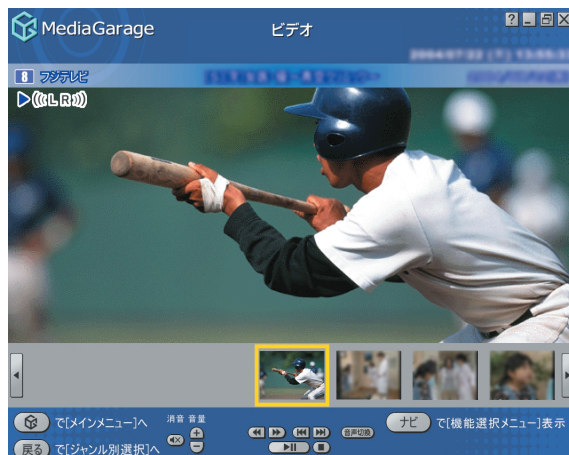 MediaGarage
ビデオ
8 フジテレビ
L R
で[メインメニュー]へ
消音 音量
音声切換
ナビ で[機能選択メニュー]表示
戻る で[ジャンル別選択]へ